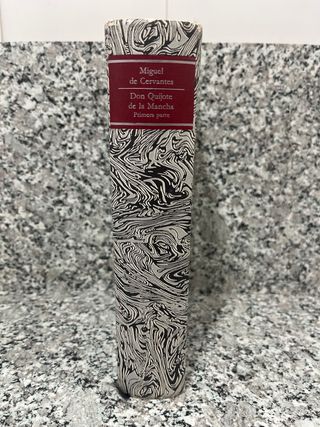 Miguel
de Cervantes
Don Quijote
de la Mancha
Primera parte